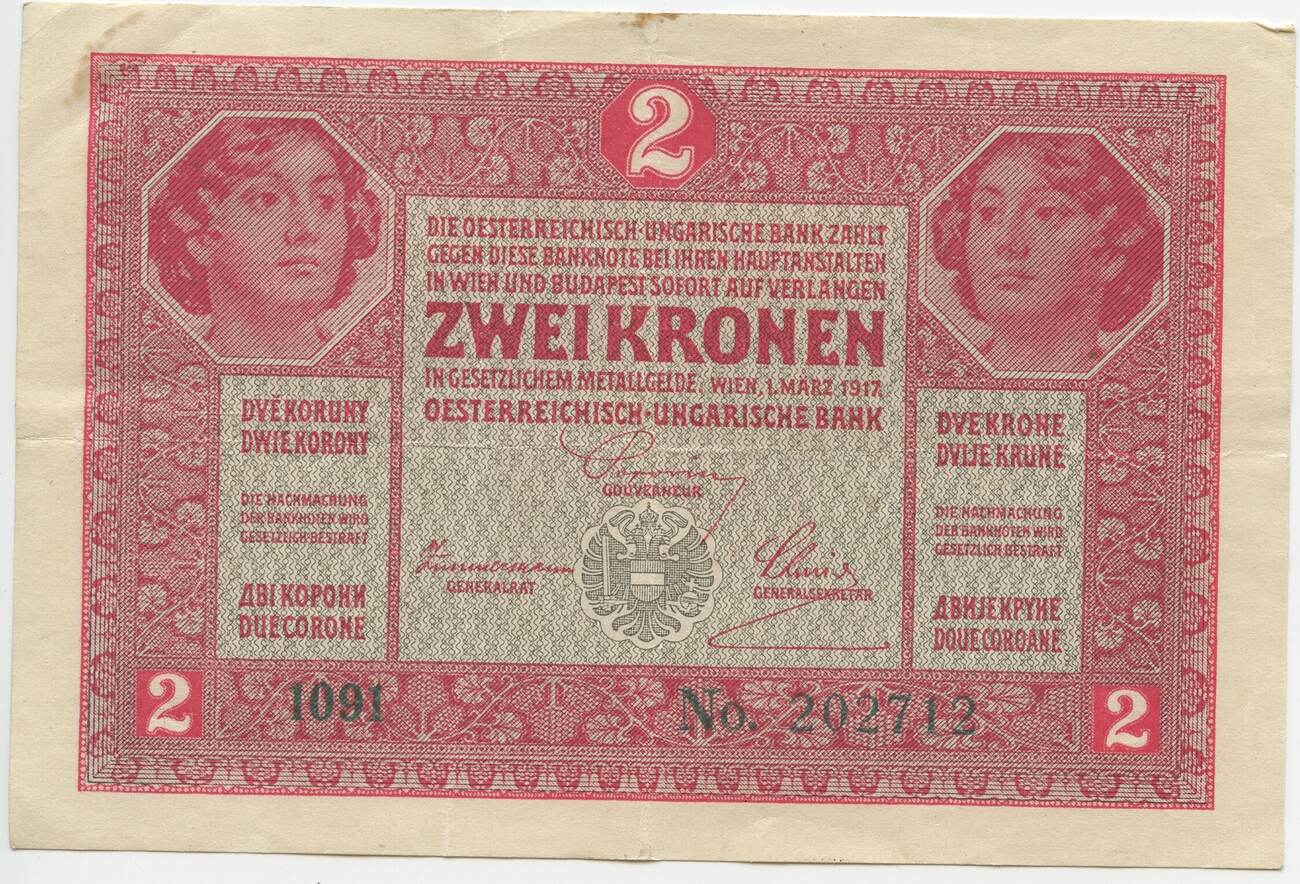 2
DIE OESTERREICHISCH-UNGARISCHE BANK ZAHLT
GEGEN DIESE BANKNOTE BEI IHREN HAUPTANSTALTEN
IN WIEN UND BUDAPEST SOFORT AUF VERLANGEN
ZWEI KRONEN
IN GESETZLICHEM METALLGELDE. WIEN, 1. MÄRZ 1917.
OESTERREICHISCH-UNGARISCHE BANK
GOUVERNEUR
GENERALRAT
GENERALSEKRETÄR
DVĚ KORUNY
DWIE KORONY
DIE NACHMACHUNG
DER BANKNOTEN WIRD
GESETZLICH BESTRAFT
ДВІ КОРОНИ
DUE CORONE
DVE KRONE
DVIJE KRUNE
DIE NACHMACHUNG
DER BANKNOTEN WIRD
GESETZLICH BESTRAFT
ДВИЈЕ КРУНЕ
DOUĚ COROANE
2
1091
No. 202712
2